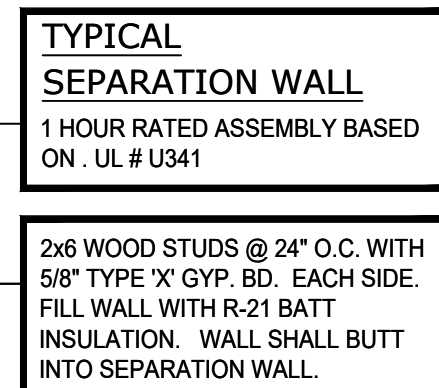 TYPICAL
SEPARATION WALL
1 HOUR RATED ASSEMBLY BASED
ON . UL # U341
2x6 WOOD STUDS @ 24" O.C. WITH
5/8" TYPE 'X' GYP. BD. EACH SIDE.
FILL WALL WITH R-21 BATT
INSULATION. WALL SHALL BUTT
INTO SEPARATION WALL.